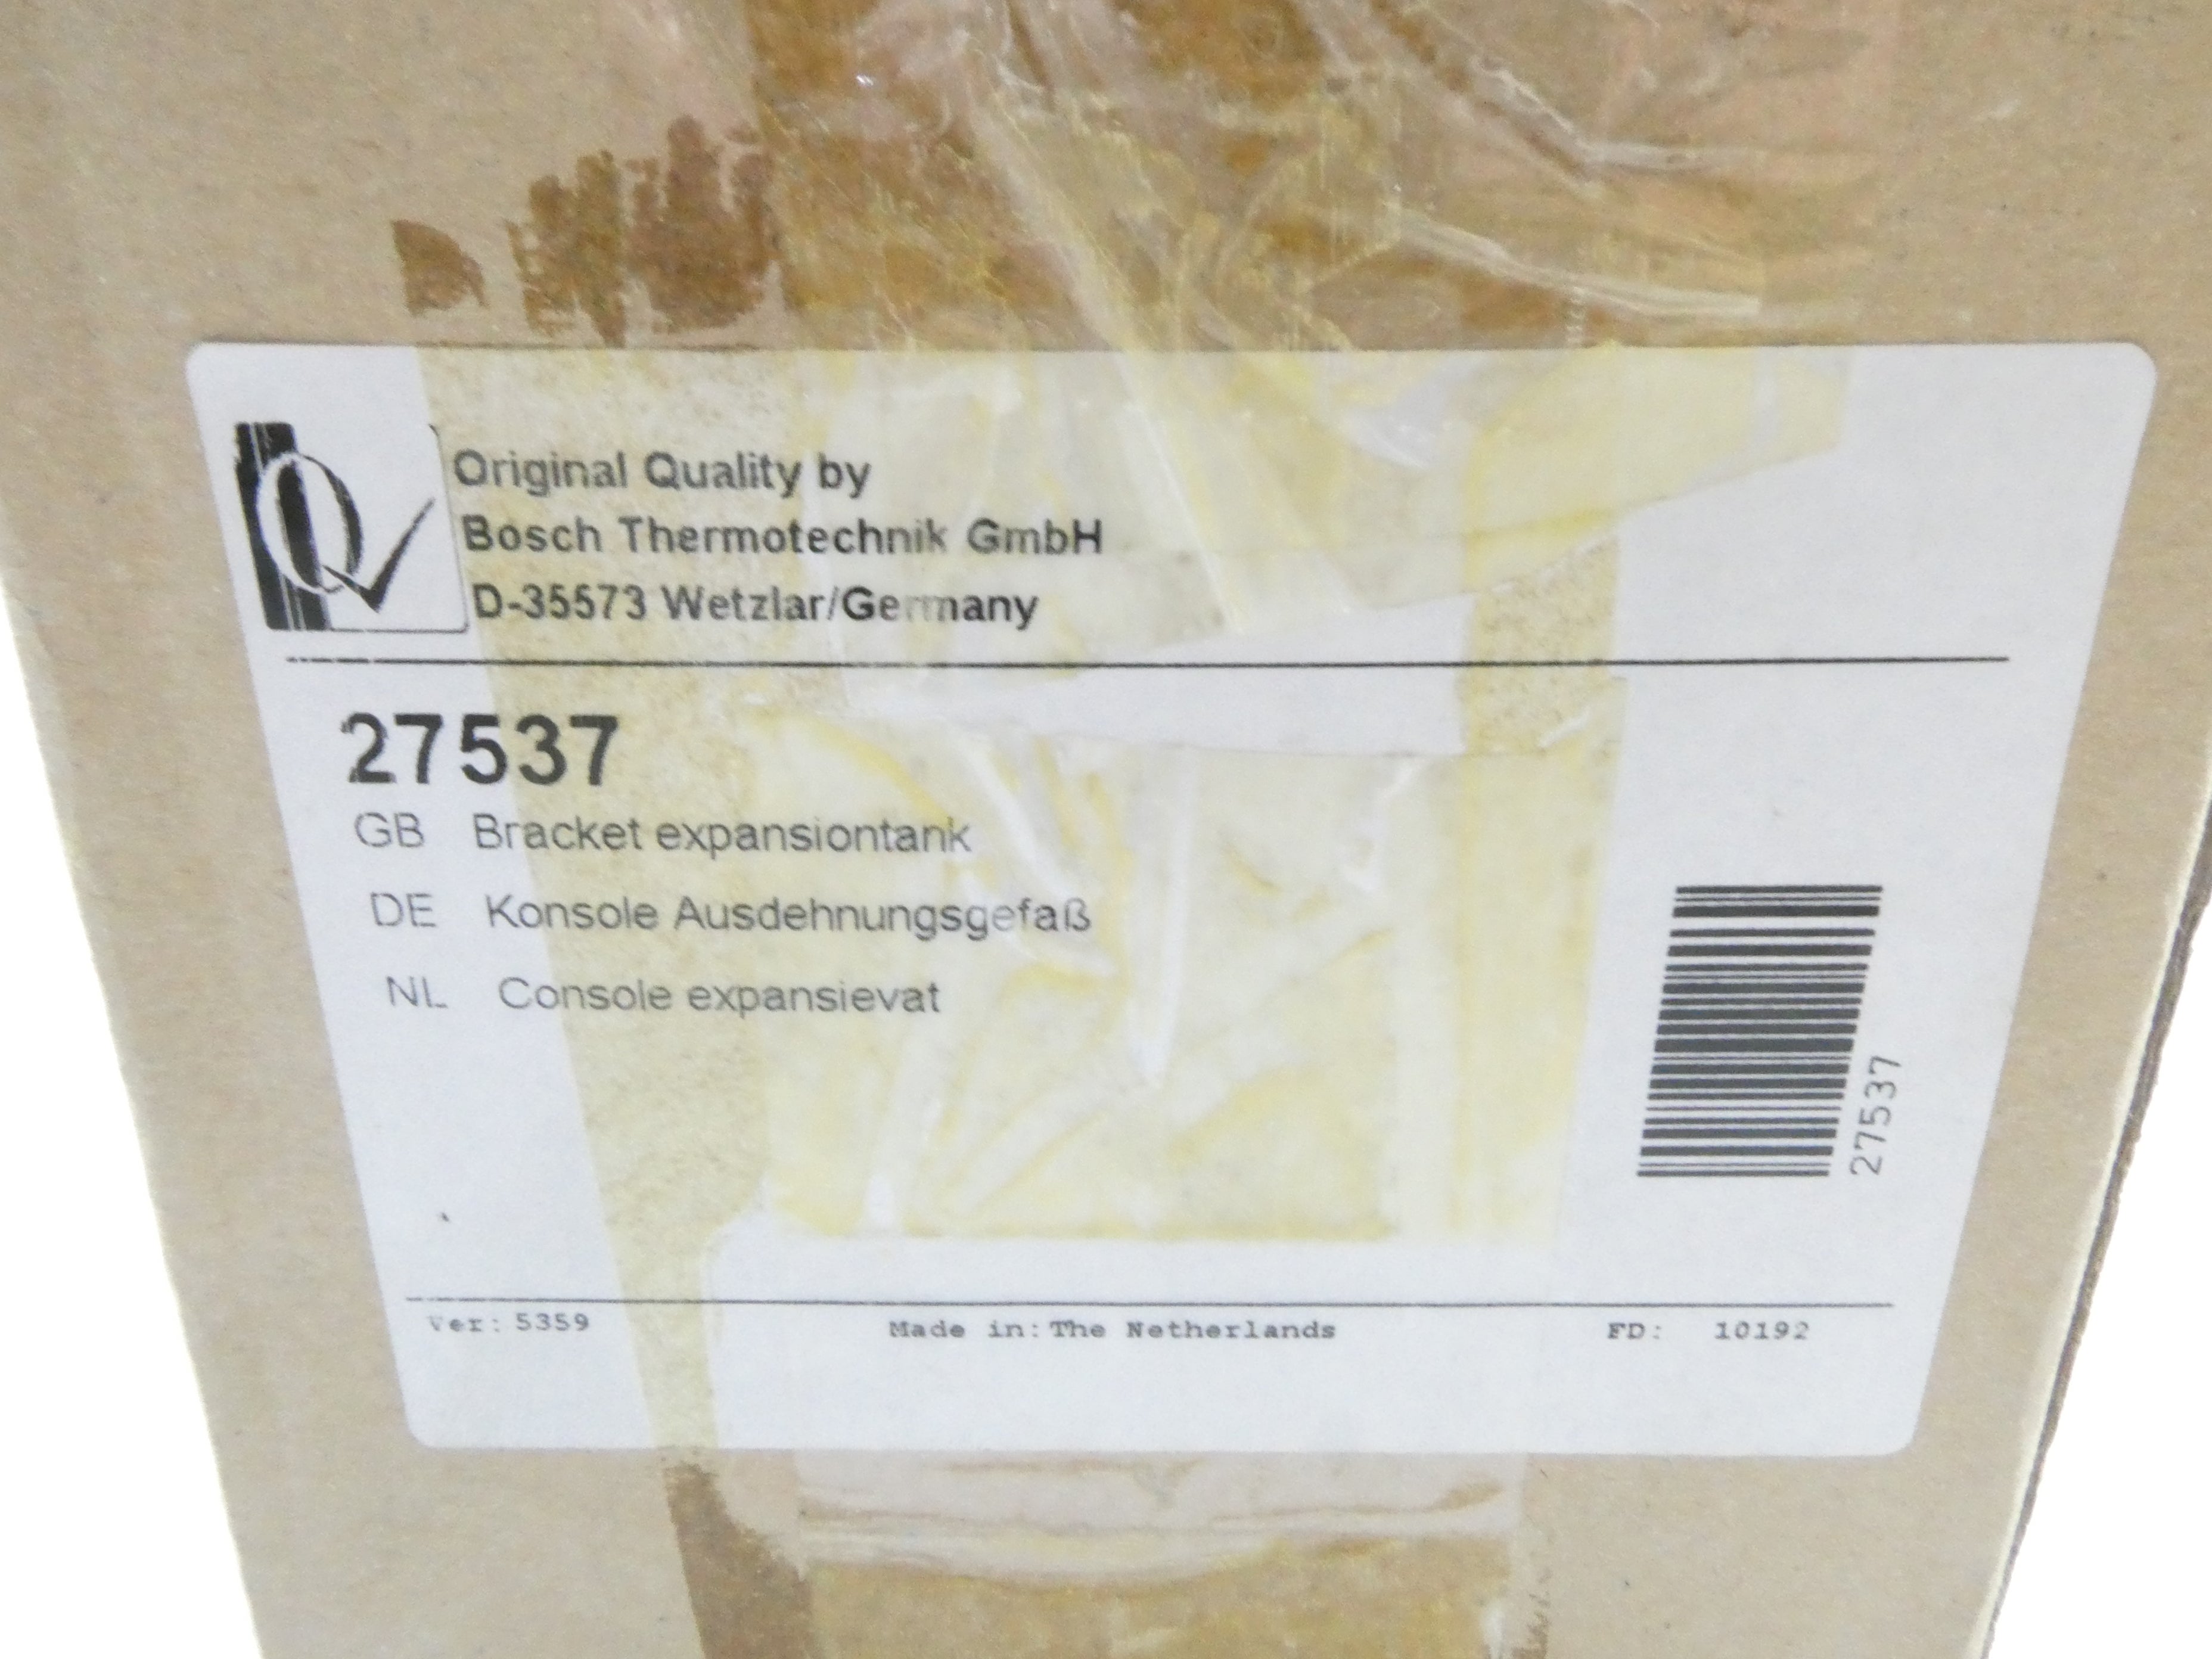 Original Quality by
Bosch Thermotechnik GmbH
D-35573 Wetzlar/Germany
27537
GB Bracket expansiontank
DE Konsole Ausdehnungsgefaß
NL Console expansievat
27537
Ver: 5359 Made in: The Netherlands FD: 10192